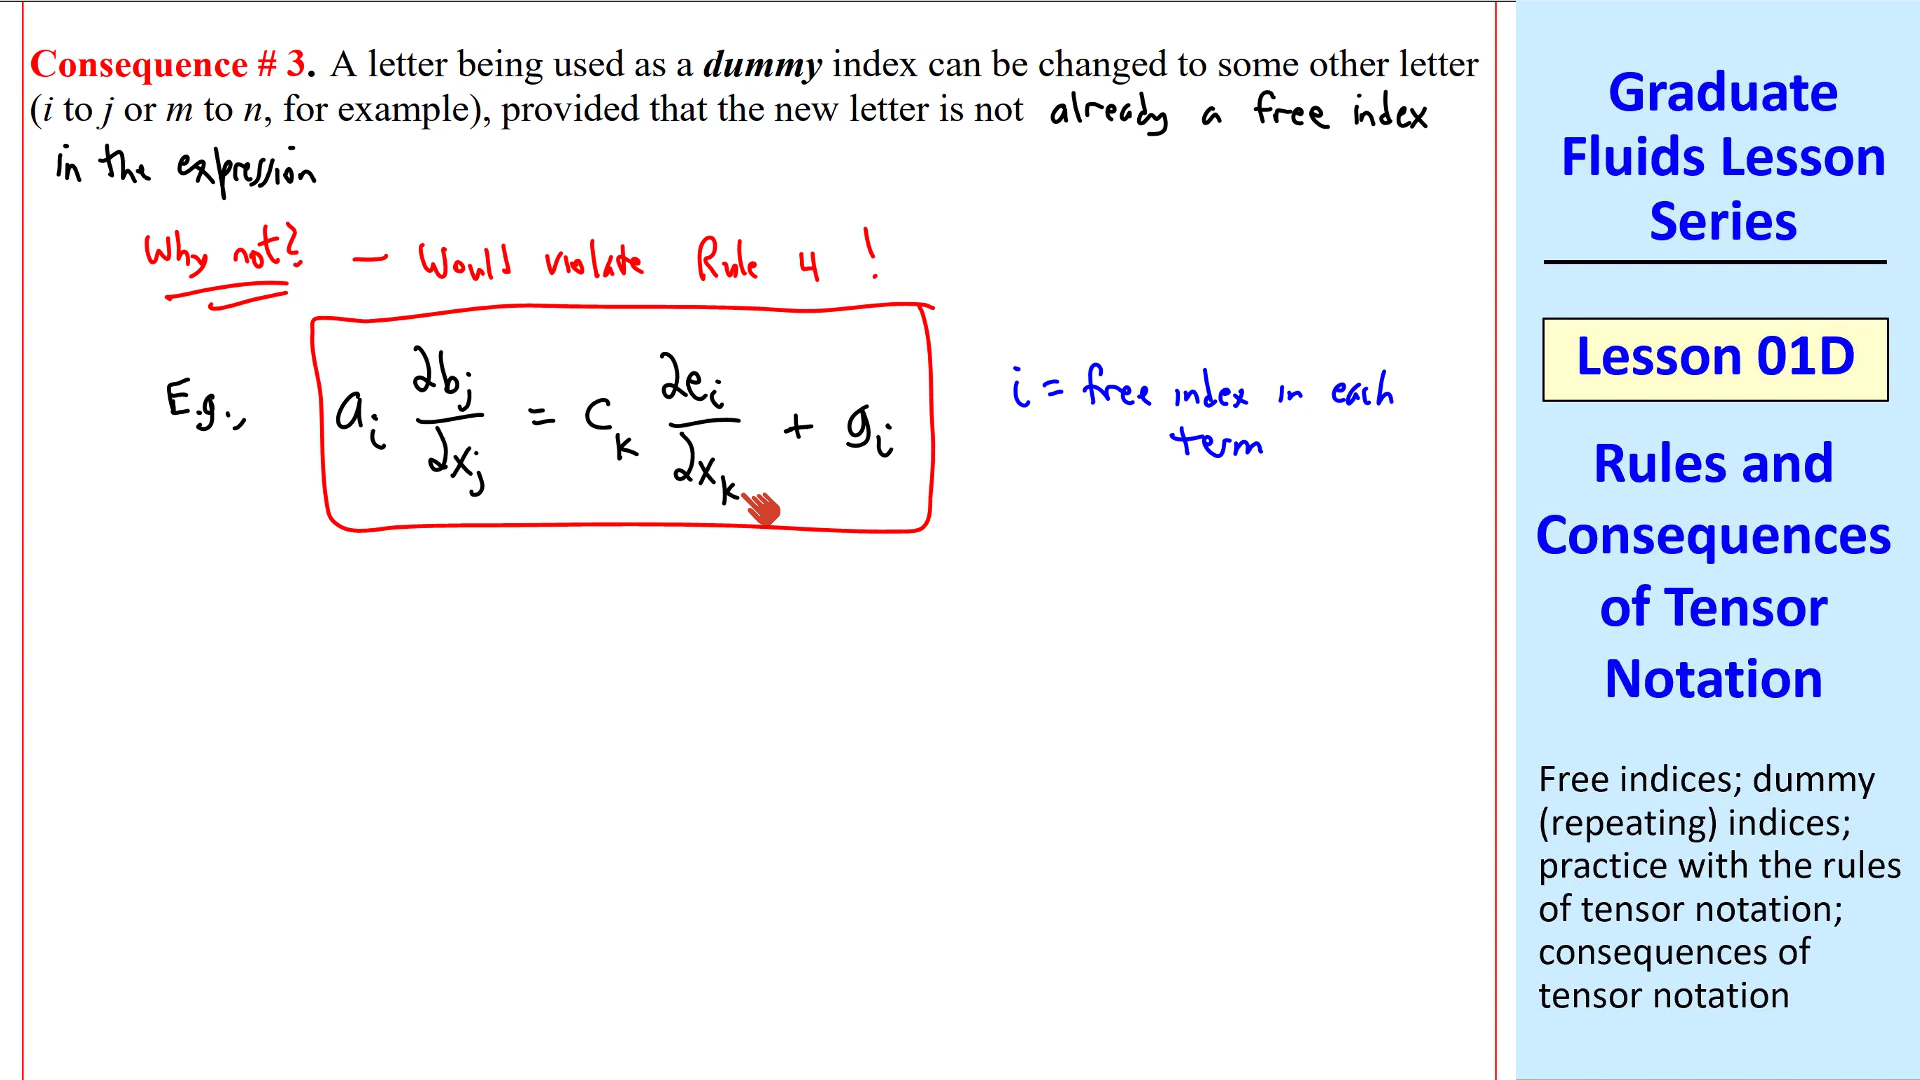 Consequence # 3. A letter being used as a dummy index can be changed to some other letter
(i to j or m to n, for example), provided that the new letter is not already a free index
in the expression
Why not? — Would violate Rule 4 !
E.g., a_i ∂b_j/∂x_j = c_k ∂e_i/∂x_k + g_i
i = free index in each
term
Graduate
Fluids Lesson
Series
Lesson 01D
Rules and
Consequences
of Tensor
Notation
Free indices; dummy
(repeating) indices;
practice with the rules
of tensor notation;
consequences of
tensor notation